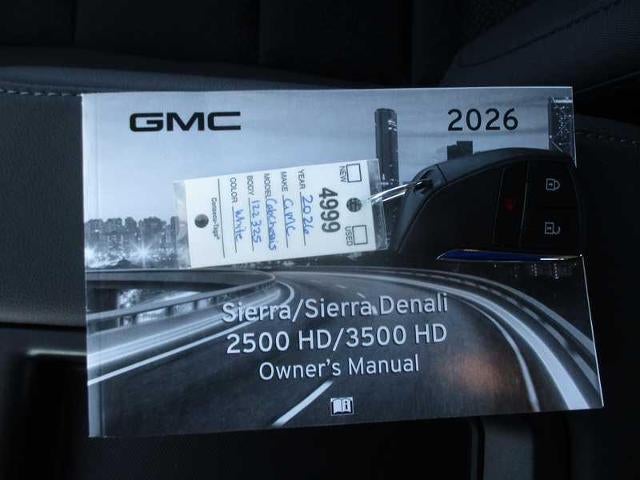 GMC
2026
4999
NEW
USED
YEAR 2026
MAKE GMC
MODEL CabChassis
BODY 122325
COLOR White
Sierra/Sierra Denali
2500 HD/3500 HD
Owner's Manual